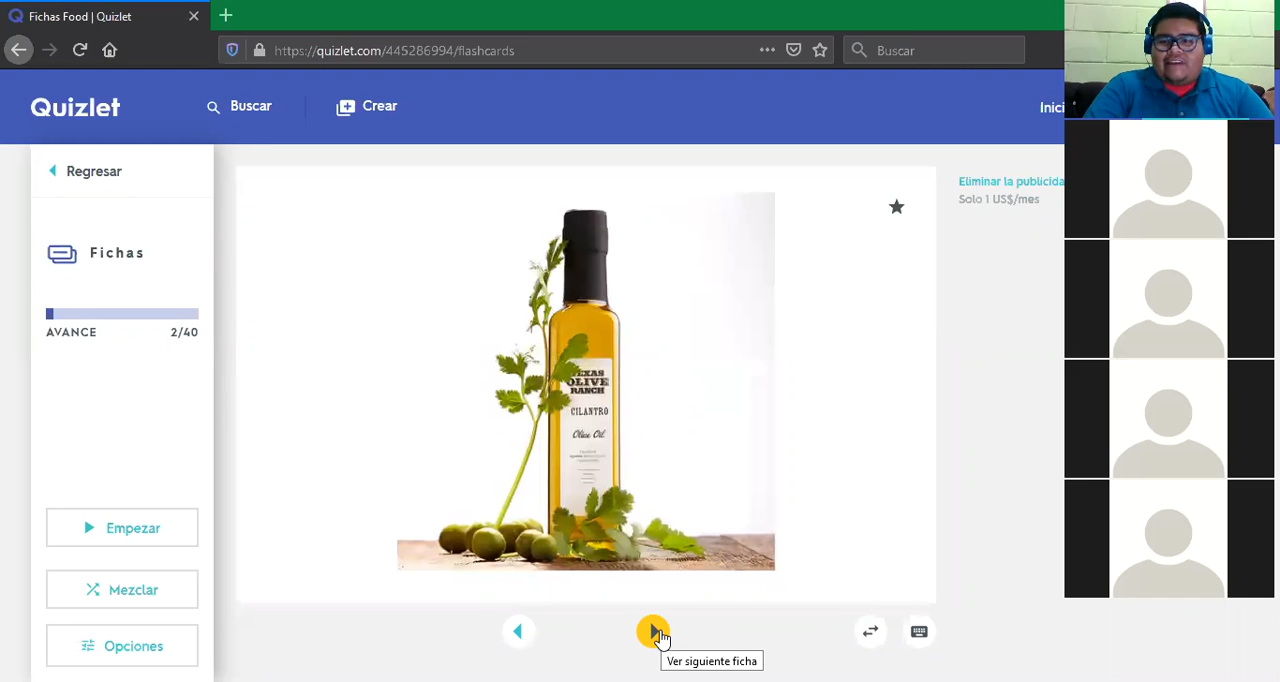 Fichas Food | Quizlet
https://quizlet.com/445286994/flashcards
Buscar
Quizlet
Buscar
Crear
Inici
Regresar
Eliminar la publicida
Solo 1 US$/mes
Fichas
AVANCE
2/40
TEXAS
OLIVE
RANCH
CILANTRO
Olive Oil
Empezar
Mezclar
Opciones
Ver siguiente ficha